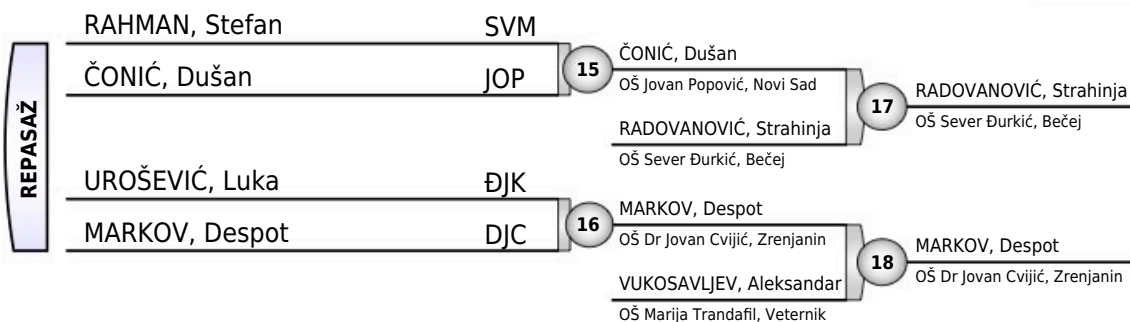 REPASAŽ
RAHMAN, Stefan SVM
ČONIĆ, Dušan JOP
15
ČONIĆ, Dušan
OŠ Jovan Popović, Novi Sad
RADOVANOVIĆ, Strahinja
OŠ Sever Đurkić, Bečej
17
RADOVANOVIĆ, Strahinja
OŠ Sever Đurkić, Bečej
UROŠEVIĆ, Luka ĐJK
MARKOV, Despot DJC
16
MARKOV, Despot
OŠ Dr Jovan Cvijić, Zrenjanin
VUKOSAVLJEV, Aleksandar
OŠ Marija Trandafil, Veternik
18
MARKOV, Despot
OŠ Dr Jovan Cvijić, Zrenjanin